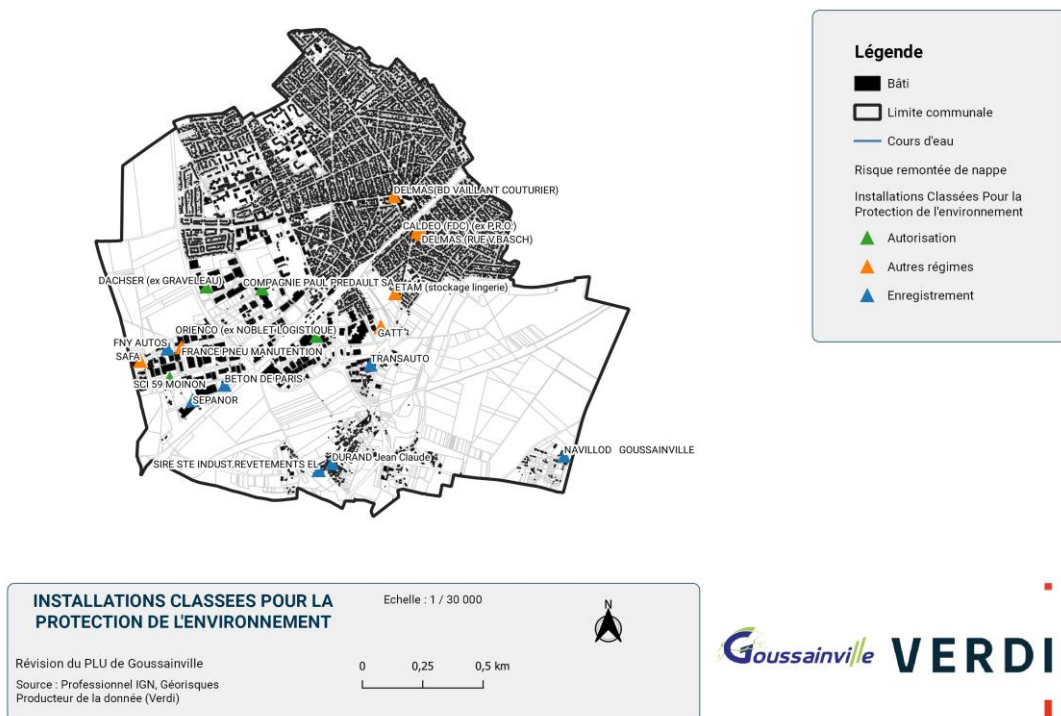 DELMAS(BD VAILLANT COUTURIER)
CALDEO (FDC) (ex P.R.O.)
DELMAS (RUE V.BASCH)
DACHSER (ex GRAVELEAU)
COMPAGNIE PAUL PREDAULT SA
ETAM (stockage lingerie)
ORIENCO (ex NOBLET LOGISTIQUE)
GATT
FNY AUTOS
FRANCE PNEU MANUTENTION
SAFA
TRANSAUTO
SCI 59 MOINON
BETON DE PARIS
SEPANOR
NAVILLOD GOUSSAINVILLE
DURAND Jean Claude
SIRE STE INDUST.REVETEMENTS EL
Légende
Bâti
Limite communale
Cours d'eau
Risque remontée de nappe
Installations Classées Pour la
Protection de l'environnement
Autorisation
Autres régimes
Enregistrement
INSTALLATIONS CLASSEES POUR LA
PROTECTION DE L'ENVIRONNEMENT
Echelle : 1 / 30 000
N
Révision du PLU de Goussainville
Source : Professionnel IGN, Géorisques
Producteur de la donnée (Verdi)
0 0,25 0,5 km
Goussainville
VERDI